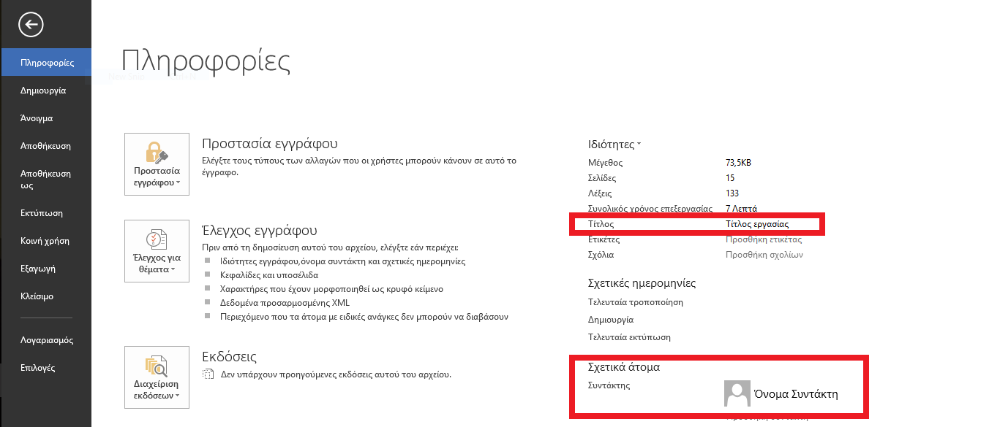 Πληροφορίες
Δημιουργία
Άνοιγμα
Αποθήκευση
Αποθήκευση
ως
Εκτύπωση
Κοινή χρήση
Εξαγωγή
Κλείσιμο
Λογαριασμός
Επιλογές
Πληροφορίες
Προστασία
εγγράφου
Προστασία εγγράφου
Ελέγξτε τους τύπους των αλλαγών που οι χρήστες μπορούν κάνουν σε αυτό το
έγγραφο.
Έλεγχος για
θέματα
Έλεγχος εγγράφου
Πριν από τη δημοσίευση αυτού του αρχείου, ελέγξτε εάν περιέχει:
Ιδιότητες εγγράφου,όνομα συντάκτη και σχετικές ημερομηνίες
Κεφαλίδες και υποσέλιδα
Χαρακτήρες που έχουν μορφοποιηθεί ως κρυφό κείμενο
Δεδομένα προσαρμοσμένης XML
Περιεχόμενο που τα άτομα με ειδικές ανάγκες δεν μπορούν να διαβάσουν
Διαχείριση
εκδόσεων
Εκδόσεις
Δεν υπάρχουν προηγούμενες εκδόσεις αυτού του αρχείου.
Ιδιότητες
Μέγεθος 73,5KB
Σελίδες 15
Λέξεις 133
Συνολικός χρόνος επεξεργασίας 7 Λεπτά
Τίτλος Τίτλος εργασίας
Ετικέτες Προσθήκη ετικέτας
Σχόλια Προσθήκη σχολίων
Σχετικές ημερομηνίες
Τελευταία τροποποίηση
Δημιουργία
Τελευταία εκτύπωση
Σχετικά άτομα
Συντάκτης
Όνομα Συντάκτη